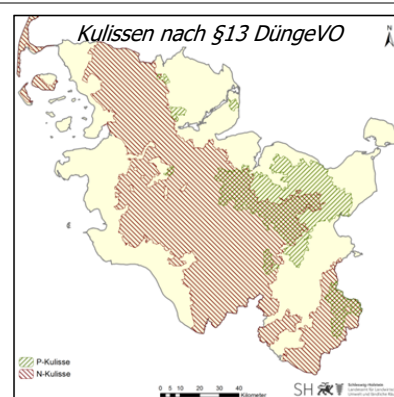 Kulissen nach §13 DüngeVO
N
P-Kulisse
N-Kulisse
0 5 10 20 30 40
Kilometer
SH
Schleswig-Holstein